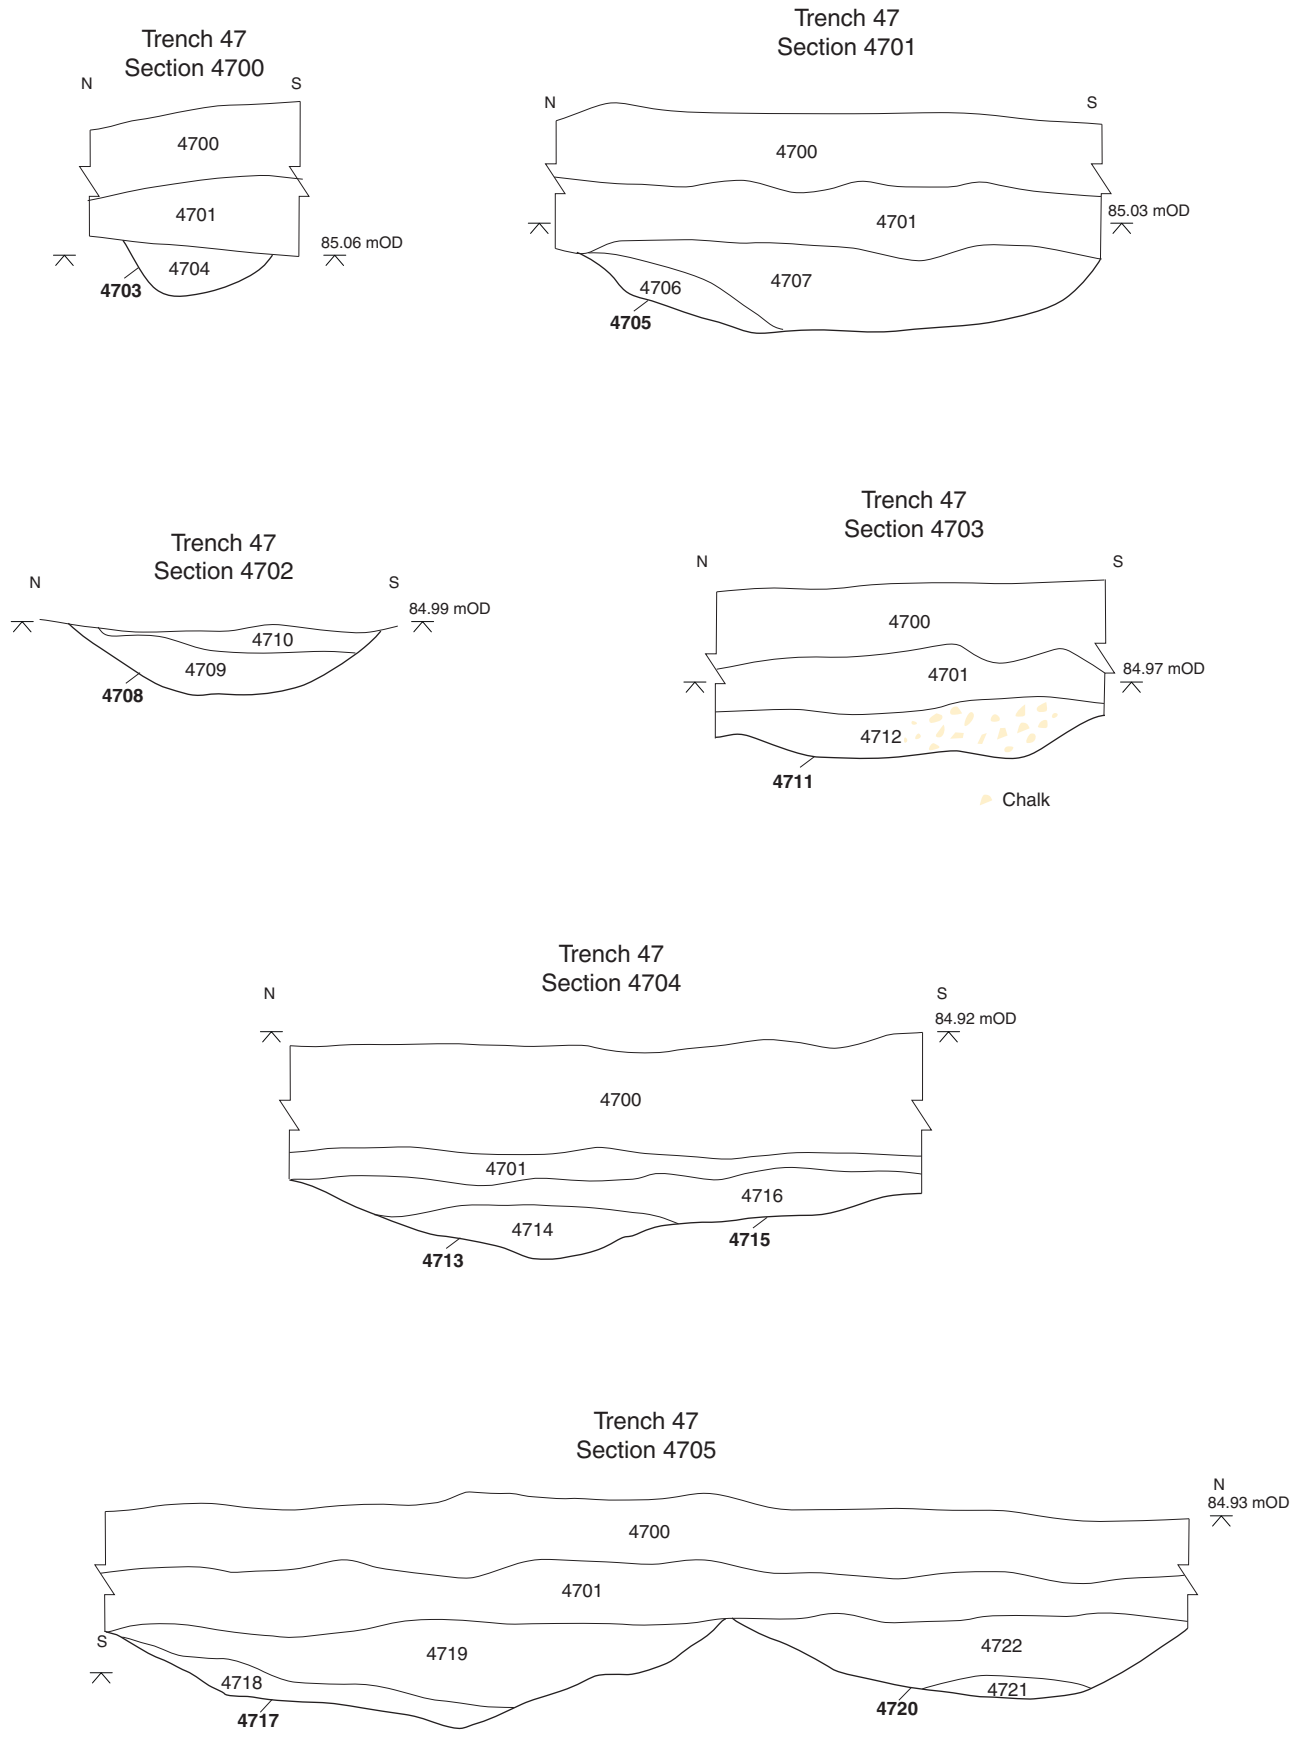 Trench 47
Section 4700
N
S
4700
4701
85.06 mOD
4704
4703
Trench 47
Section 4701
N
S
4700
85.03 mOD
4701
4707
4706
4705
Trench 47
Section 4702
N
S
84.99 mOD
4710
4709
4708
Trench 47
Section 4703
N
S
4700
84.97 mOD
4701
4712
4711
Chalk
Trench 47
Section 4704
N
S
84.92 mOD
4700
4701
4716
4714
4715
4713
Trench 47
Section 4705
N
84.93 mOD
4700
4701
S
4719
4722
4718
4721
4720
4717